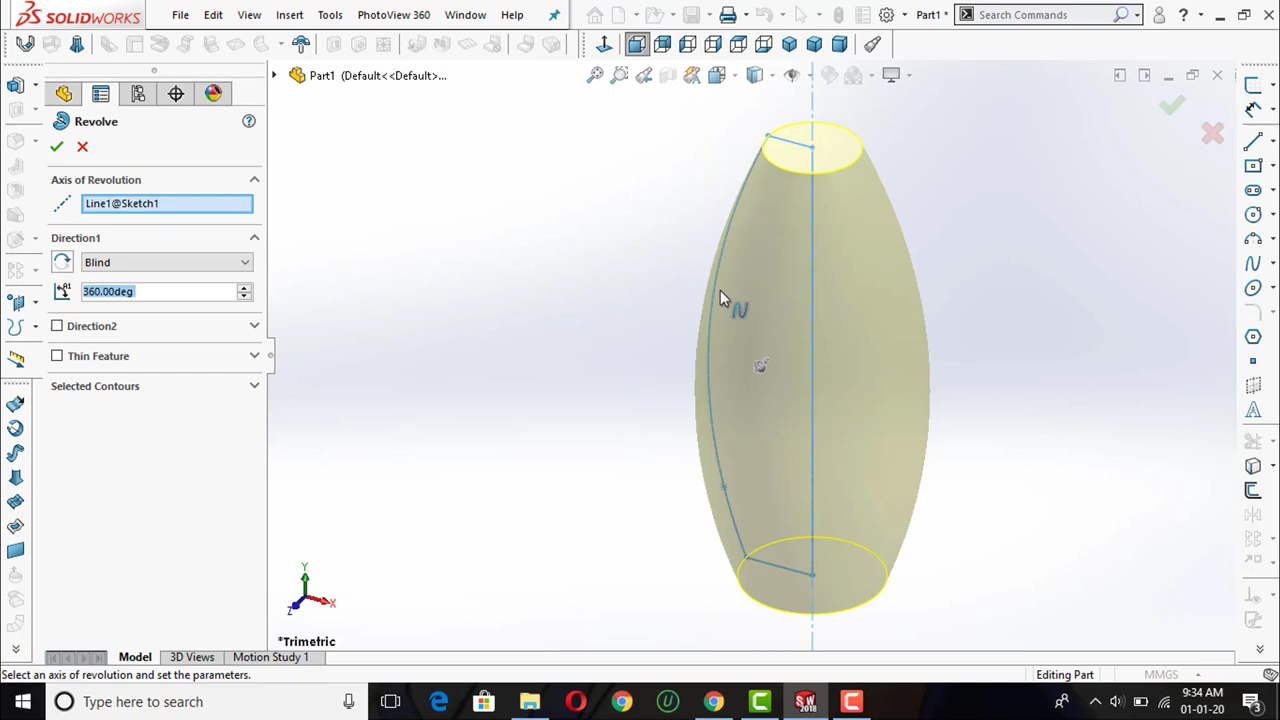 SOLIDWORKS File Edit View Insert Tools PhotoView 360 Window Help Part1 * Search Commands ?
Part1 (Default<<Default>...
Revolve
Axis of Revolution
Line1@Sketch1
Direction1
Blind
360.00deg
Direction2
Thin Feature
Selected Contours
Y
X
Z
*Trimetric
Model 3D Views Motion Study 1
Select an axis of revolution and set the parameters. Editing Part MMGS
Type here to search
SW
2018
9:34 AM
01-01-20
3